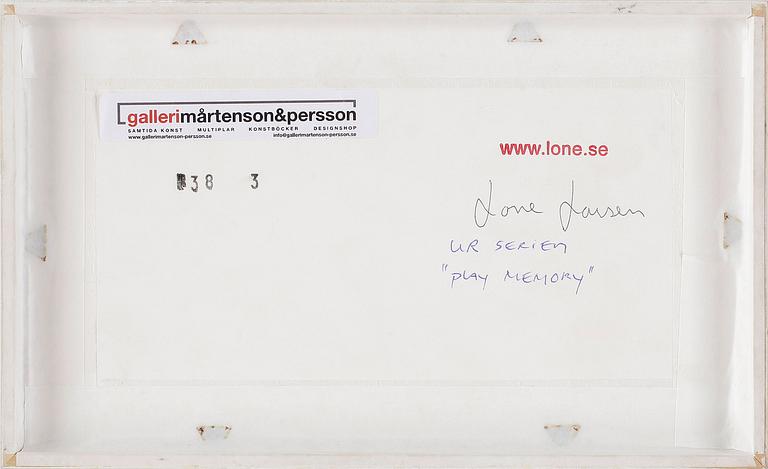 gallerimårtenson&persson
SAMTIDA KONST MULTIPLAR KONSTBÖCKER DESIGNSHOP
www.gallerimartenson-persson.se info@gallerimartenson-persson.se
www.lone.se
38 3
Lone Larsen
UR SERIEN
"PLAY MEMORY"